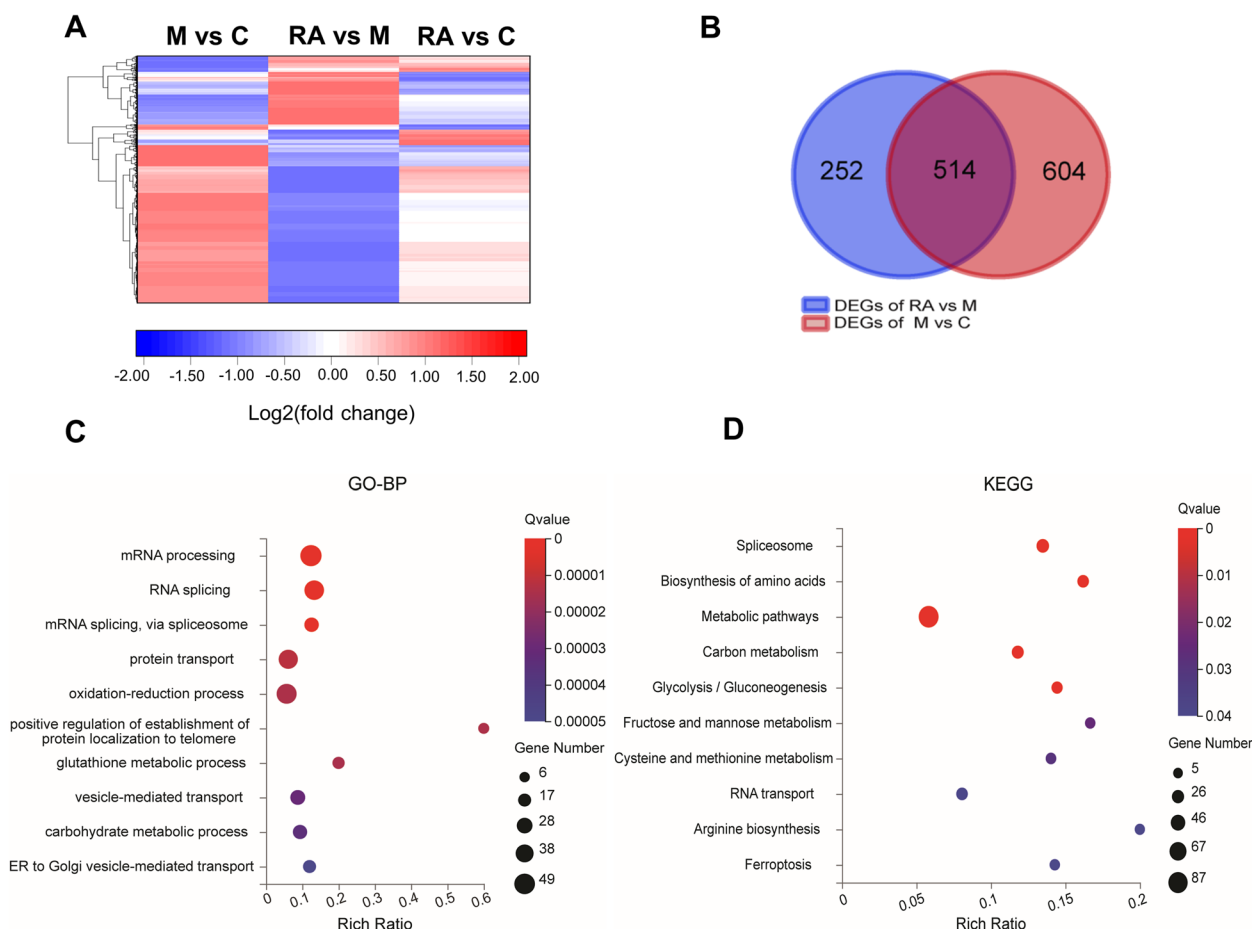 A
M vs C
RA vs M
RA vs C
-2.00
-1.50
-1.00
-0.50
0.00
0.50
1.00
1.50
2.00
Log2(fold change)
B
252
514
604
DEGs of RA vs M
DEGs of M vs C
C
GO-BP
mRNA processing
RNA splicing
mRNA splicing, via spliceosome
protein transport
oxidation-reduction process
positive regulation of establishment of
protein localization to telomere
glutathione metabolic process
vesicle-mediated transport
carbohydrate metabolic process
ER to Golgi vesicle-mediated transport
0
0.1
0.2
0.3
0.4
0.5
0.6
Rich Ratio
Qvalue
0
0.00001
0.00002
0.00003
0.00004
0.00005
Gene Number
6
17
28
38
49
D
KEGG
Spliceosome
Biosynthesis of amino acids
Metabolic pathways
Carbon metabolism
Glycolysis / Gluconeogenesis
Fructose and mannose metabolism
Cysteine and methionine metabolism
RNA transport
Arginine biosynthesis
Ferroptosis
0
0.05
0.1
0.15
0.2
Rich Ratio
Qvalue
0
0.01
0.02
0.03
0.04
Gene Number
5
26
46
67
87